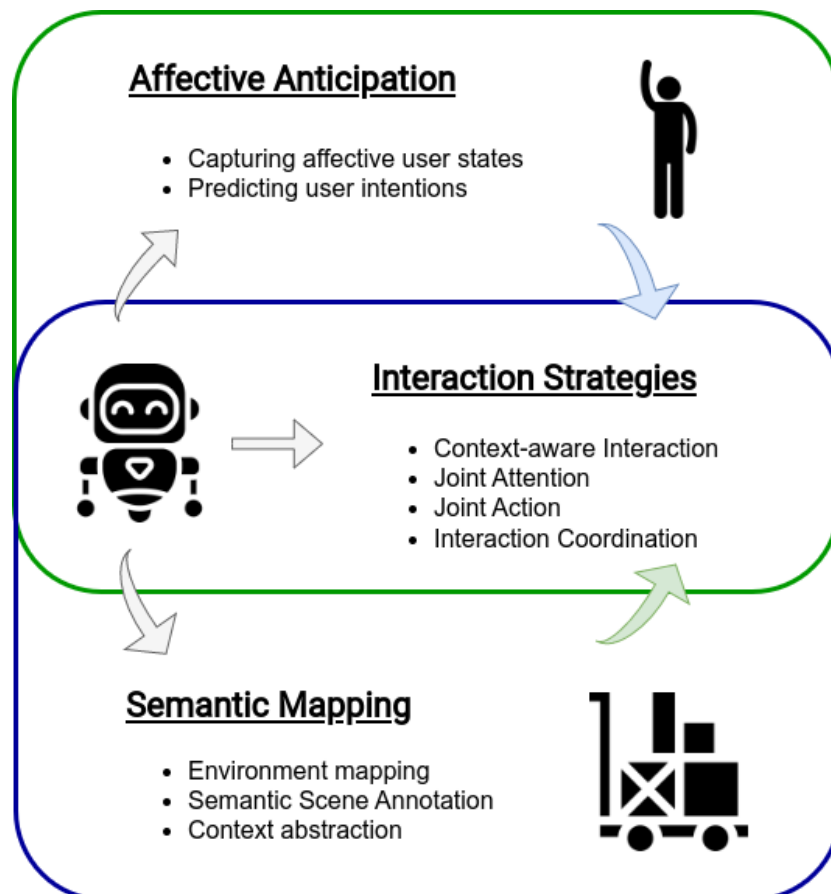 Affective Anticipation
• Capturing affective user states
• Predicting user intentions
Interaction Strategies
• Context-aware Interaction
• Joint Attention
• Joint Action
• Interaction Coordination
Semantic Mapping
• Environment mapping
• Semantic Scene Annotation
• Context abstraction